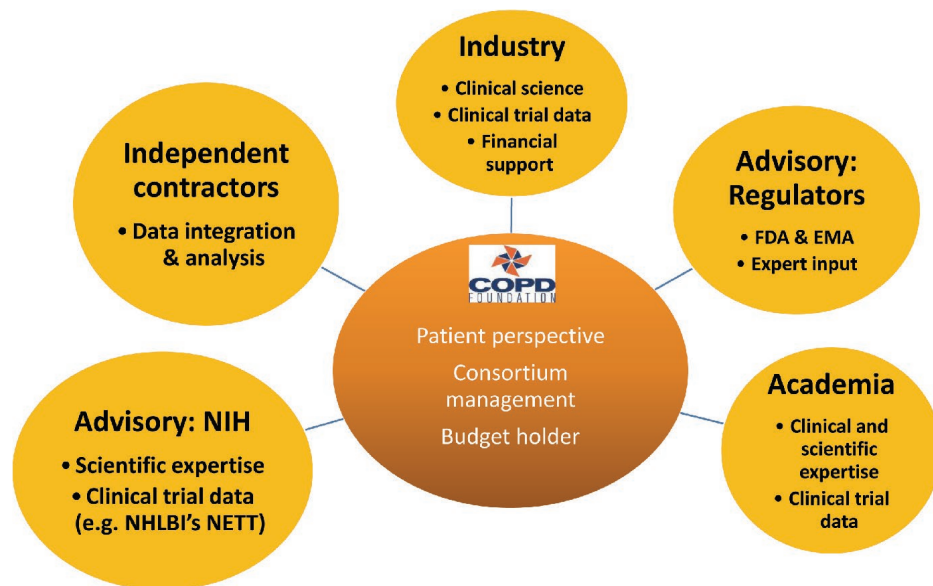 Industry
• Clinical science
• Clinical trial data
• Financial
support
Independent
contractors
• Data integration
& analysis
Advisory:
Regulators
• FDA & EMA
• Expert input
COPD
FOUNDATION
Patient perspective
Consortium
management
Budget holder
Advisory: NIH
• Scientific expertise
• Clinical trial data
(e.g. NHLBI’s NETT)
Academia
• Clinical and
scientific
expertise
• Clinical trial
data